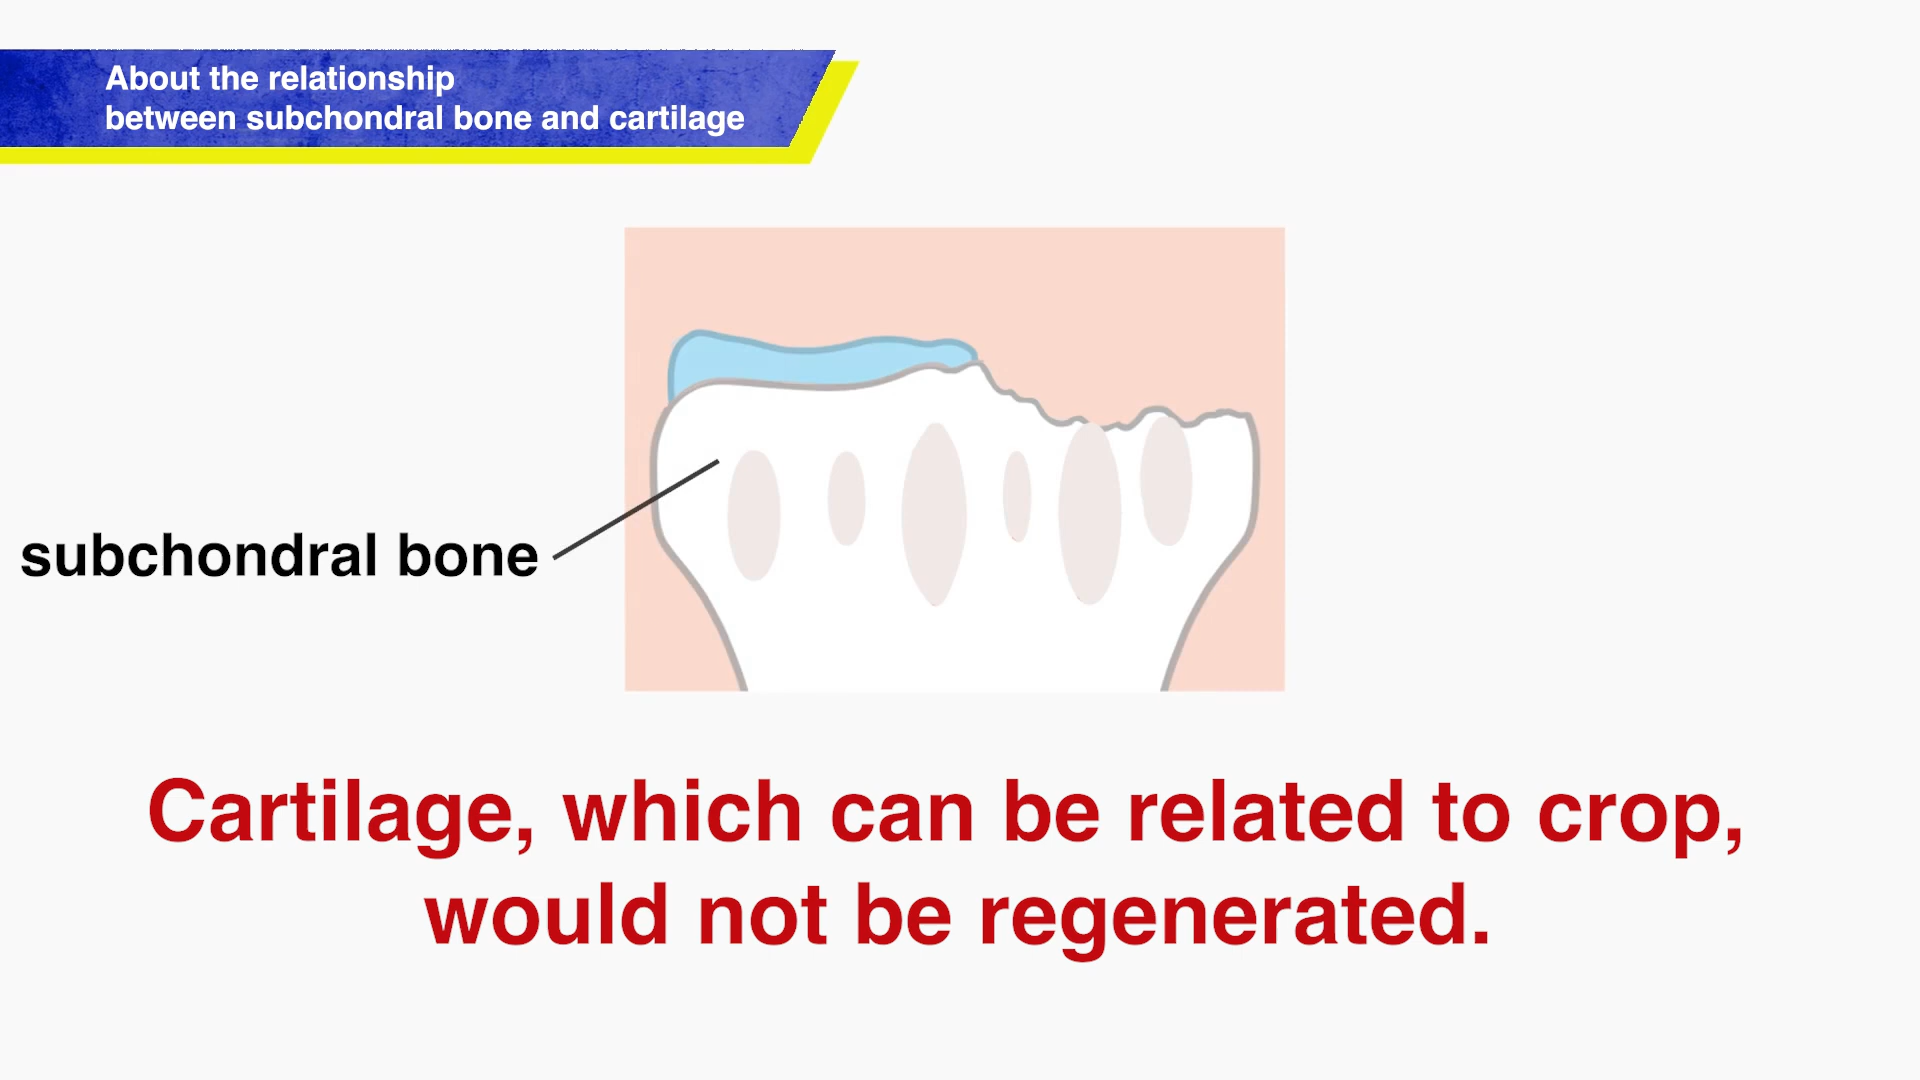 About the relationship
between subchondral bone and cartilage
subchondral bone
Cartilage, which can be related to crop,
would not be regenerated.